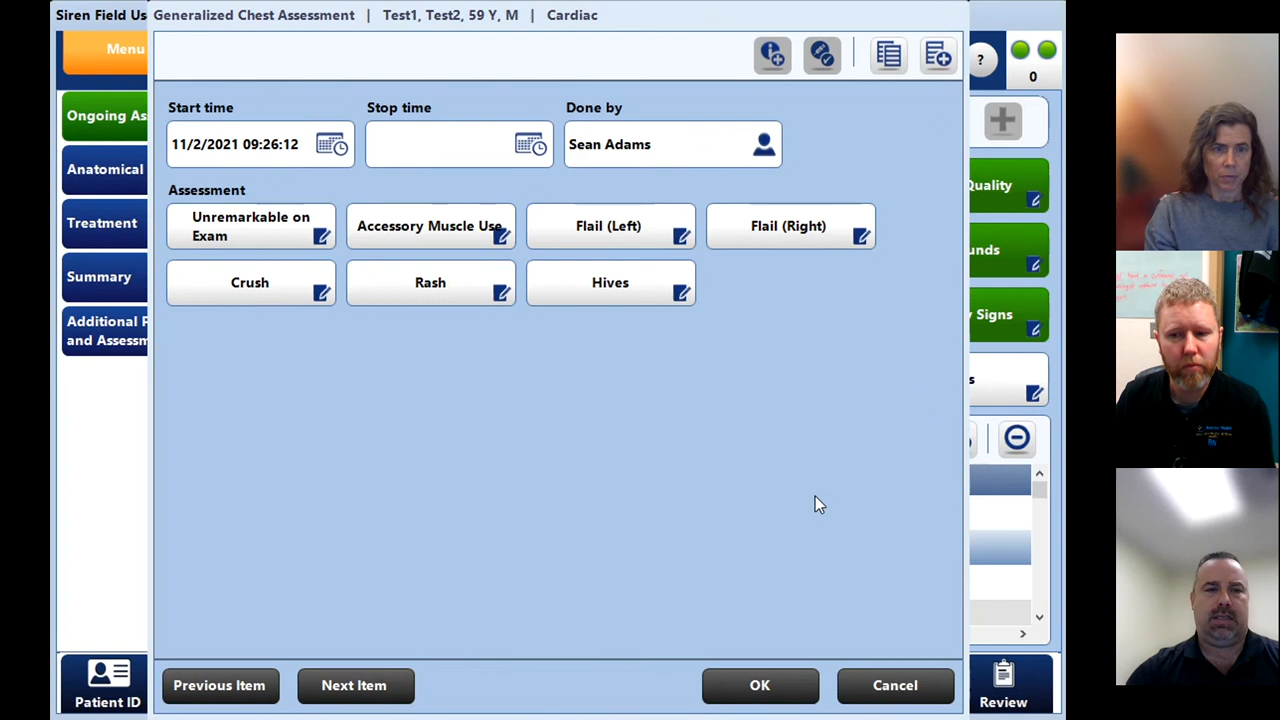 Siren Field Us
Generalized Chest Assessment | Test1, Test2, 59 Y, M | Cardiac
Menu
?
0
Ongoing As
Anatomical
Treatment
Summary
Additional P
and Assessm
Start time
Stop time
Done by
11/2/2021 09:26:12
Sean Adams
Assessment
Unremarkable on
Exam
Accessory Muscle Use
Flail (Left)
Flail (Right)
Crush
Rash
Hives
Quality
unds
y Signs
s
Previous Item
Next Item
OK
Cancel
Patient ID
Review
RN